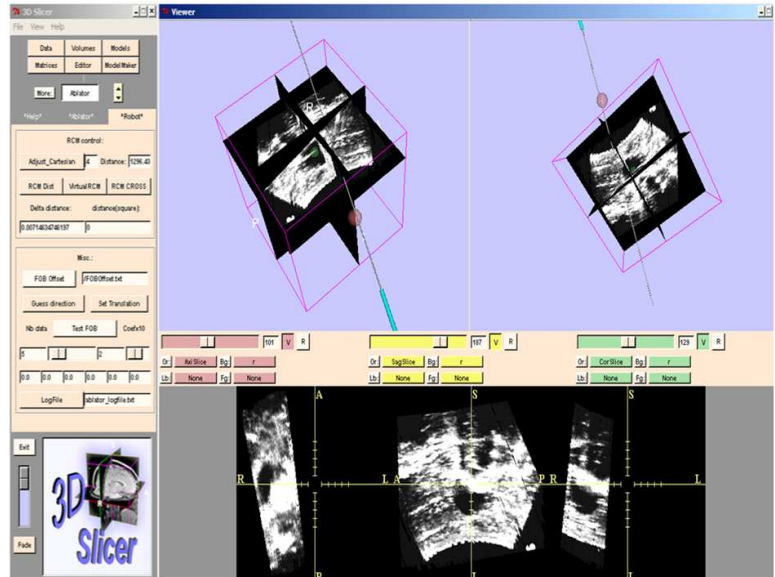 3D Slicer
File View Help
Data Volumes Models
Matrices Editor ModelMaker
More: Ablator
*Help* *Ablator* *Robot*
RCM control:
Adjust_Cartesian 4 Distance: 1296.43
RCM Dist Virtual RCM RCM CROSS
Delta distance: distance(square):
0.00714634748197 0
Misc.:
FOB Offset /FOBOffset.txt
Guess direction Set Translation
Nb data Test FOB Coefx10
5 2
0.0 0.0 0.0 0.0 0.0 0.0
LogFile ablator_logfile.txt
Exit
Fade
3D
Slicer
Viewer
R
P
101 V R
187 V R
129 V R
Or: AxiSlice Bg: r
Or: SagSlice Bg: r
Or: CorSlice Bg: r
Lb: None Fg: None
Lb: None Fg: None
Lb: None Fg: None
A S S
R L A P R L
I I